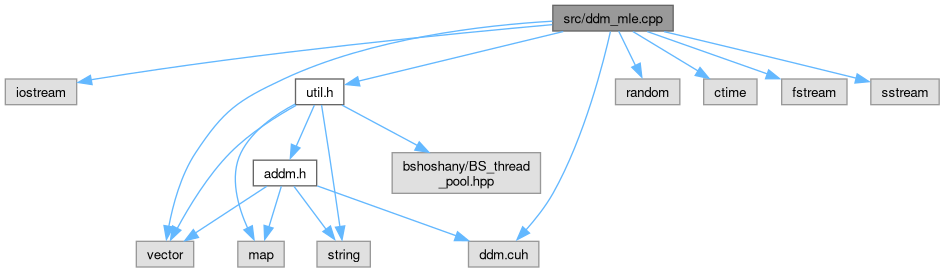 src/ddm_mle.cpp
iostream
util.h
random
ctime
fstream
sstream
bshoshany/BS_thread
_pool.hpp
addm.h
vector
map
string
ddm.cuh